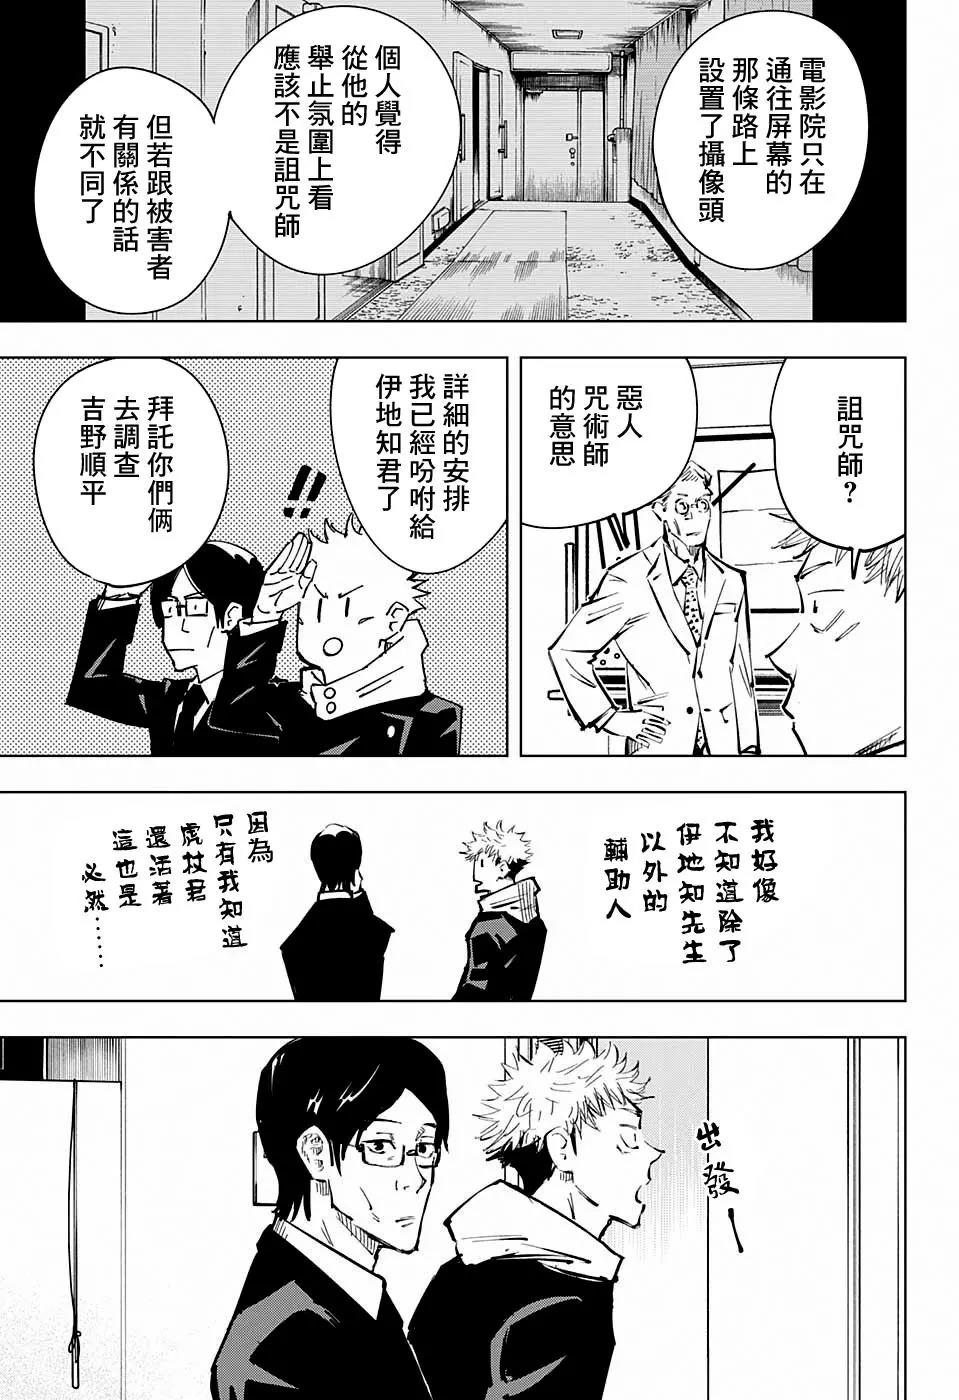 電影院只在
通往屏幕的
那條路上
設置了攝像頭
個人覺得
從他的
舉止氛圍上看
應該不是詛咒師
但若跟被害者
有關係的話
就不同了
詛咒師?
惡人
咒術師
的意思
詳細的安排
我已經吩咐給
伊地知君了
拜託你們倆
去調查
吉野順平
!!
我好像
不知道除了
伊地知先生
以外的
輔助人
因為
只有我知道
虎杖君
還活著
這也是
必然……
出發ー